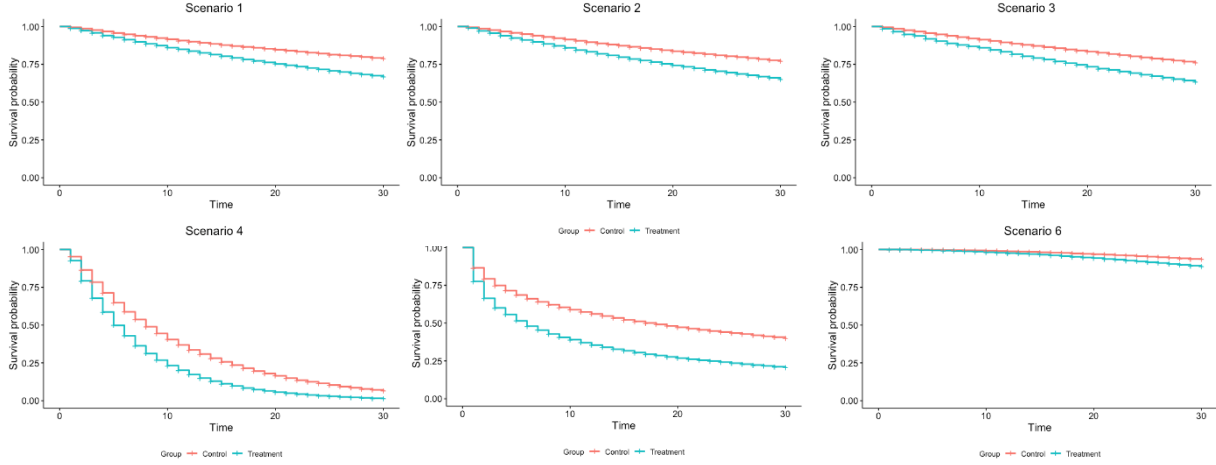 Scenario 1
Survival probability
1.00
0.75
0.50
0.25
0.00
0 10 20 30
Time
Scenario 2
Survival probability
1.00
0.75
0.50
0.25
0.00
0 10 20 30
Time
Group Control Treatment
Scenario 3
Survival probability
1.00
0.75
0.50
0.25
0.00
0 10 20 30
Time
Scenario 4
Survival probability
1.00
0.75
0.50
0.25
0.00
0 10 20 30
Time
Group Control Treatment
Survival probability
1.00
0.75
0.50
0.25
0.00
0 10 20 30
Time
Group Control Treatment
Scenario 6
Survival probability
1.00
0.75
0.50
0.25
0.00
0 10 20 30
Time
Group Control Treatment